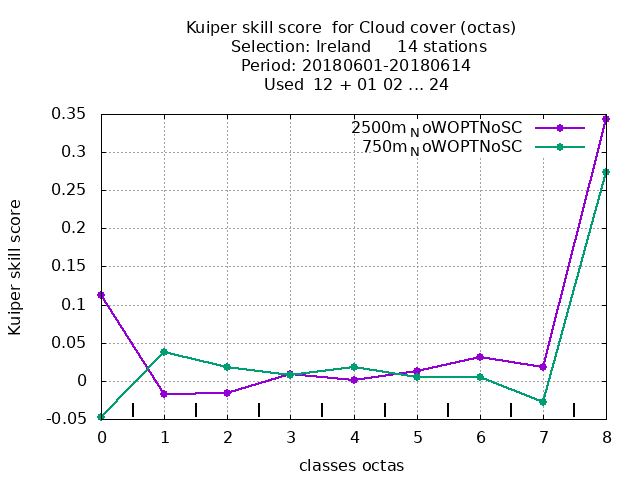 Kuiper skill score  for Cloud cover (octas)
Selection: Ireland     14 stations
Period: 20180601-20180614
Used  12 + 01 02 ... 24
2500m NoWOPTNoSC
750m NoWOPTNoSC
0.35
0.3
0.25
0.2
0.15
0.1
0.05
0
-0.05
Kuiper skill score
0 1 2 3 4 5 6 7 8
classes octas